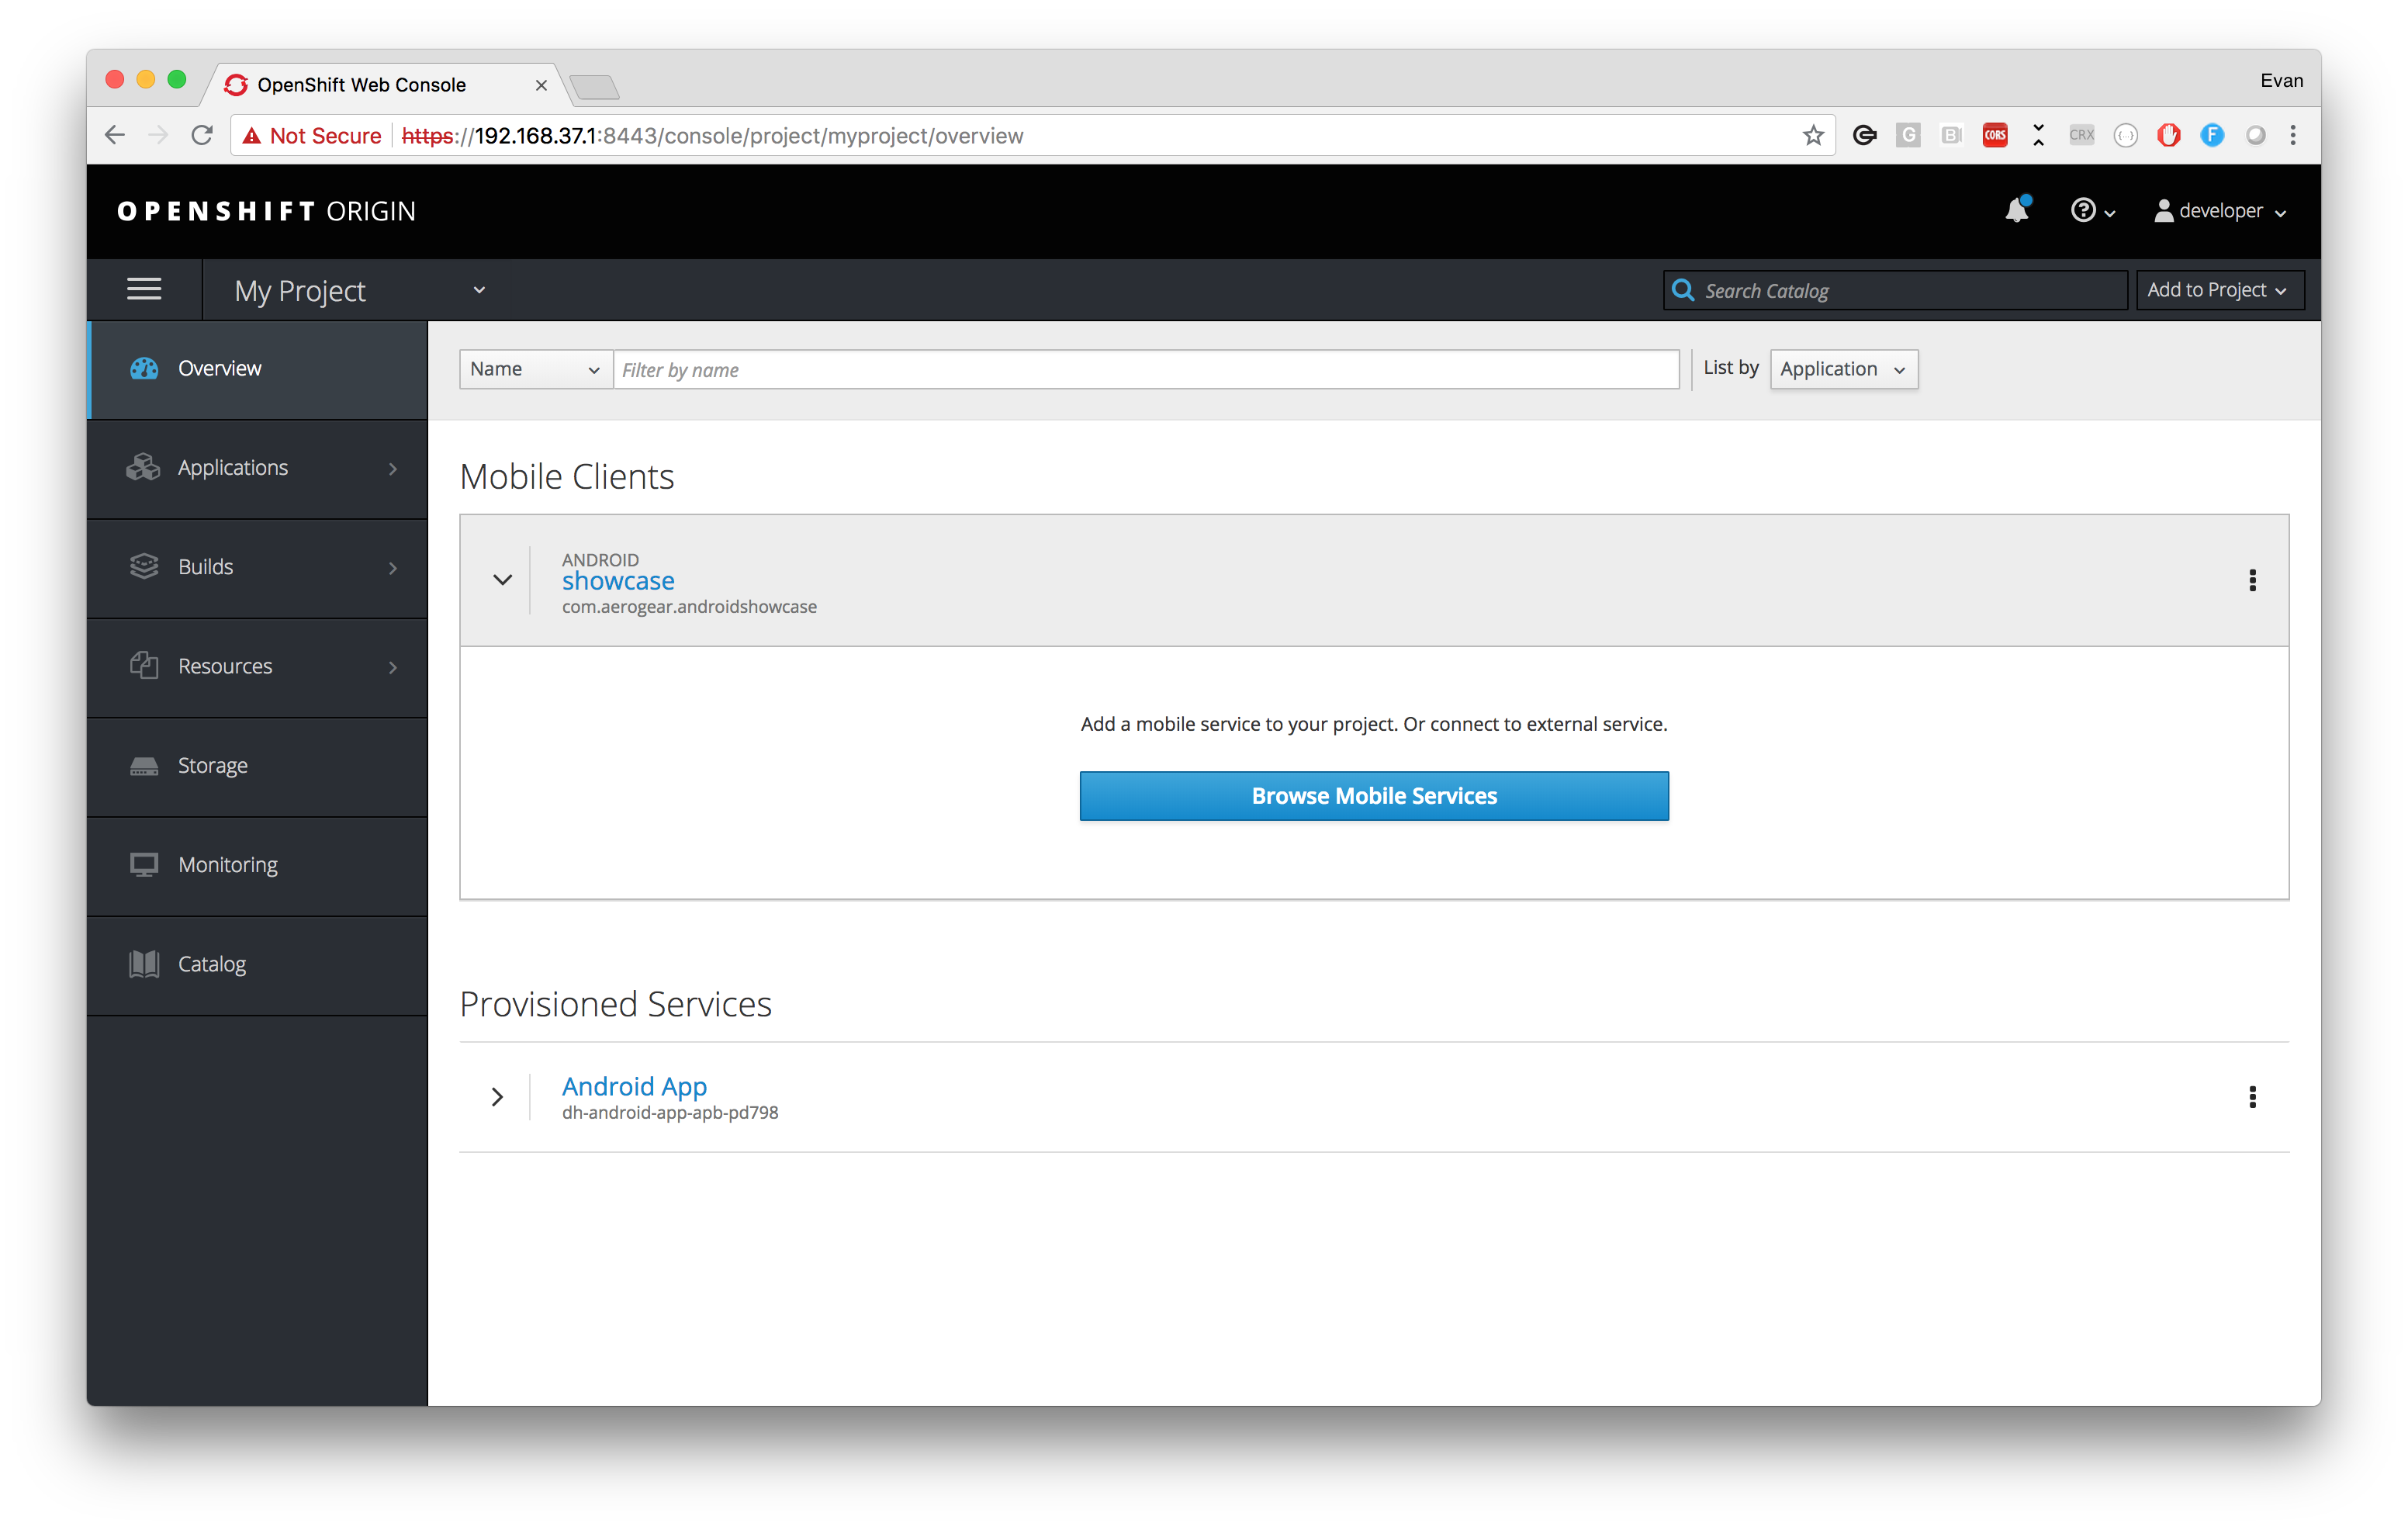 OpenShift Web Console
Evan
Not Secure https://192.168.37.1:8443/console/project/myproject/overview
G B CORS CRX {...} F
OPENSHIFT ORIGIN
developer
My Project
Search Catalog
Add to Project
Overview
Name
Filter by name
List by
Application
Applications
Builds
Resources
Storage
Monitoring
Catalog
Mobile Clients
ANDROID
showcase
com.aerogear.androidshowcase
Add a mobile service to your project. Or connect to external service.
Browse Mobile Services
Provisioned Services
Android App
dh-android-app-apb-pd798